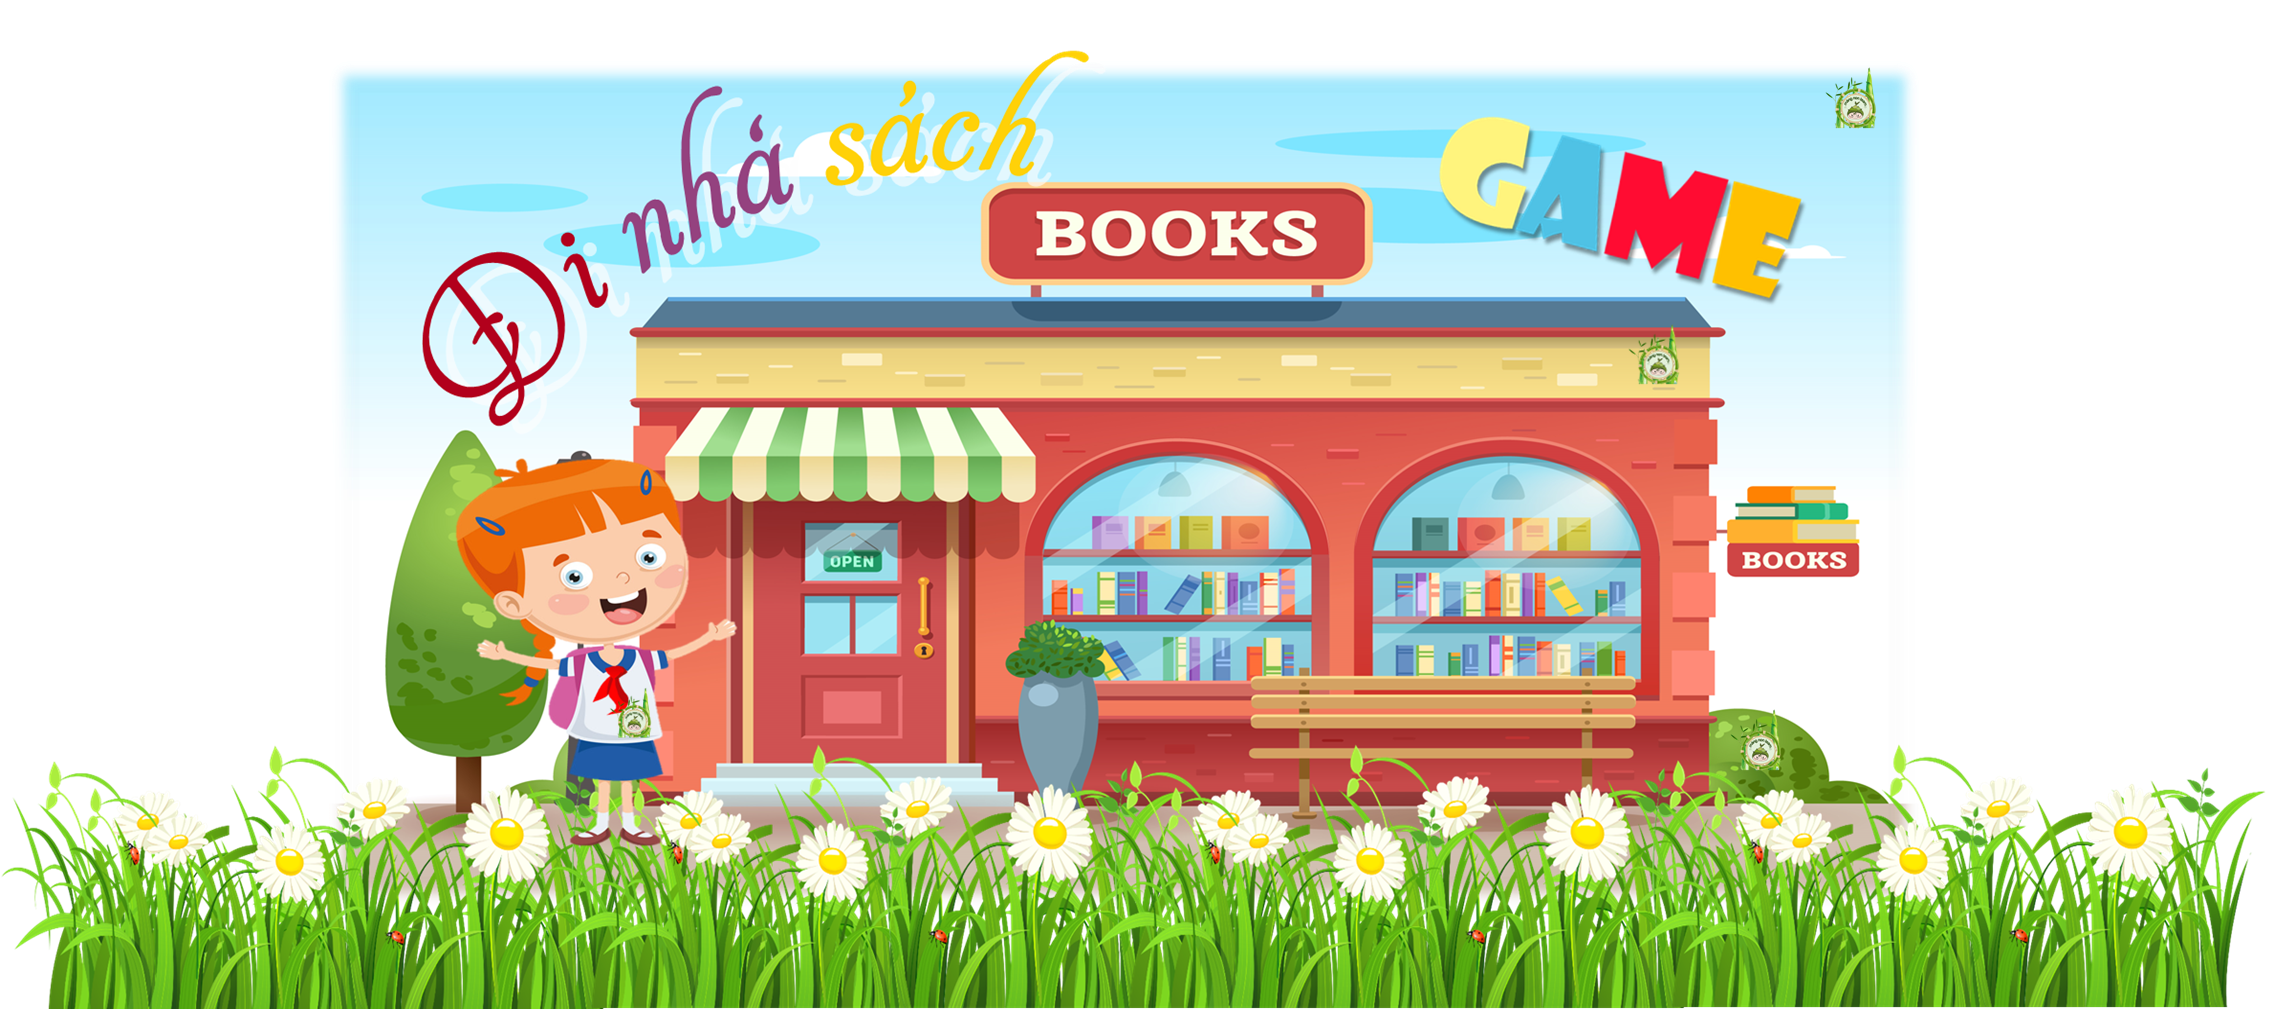 Đi nhà sách
GAME
BOOKS
OPEN
BOOKS